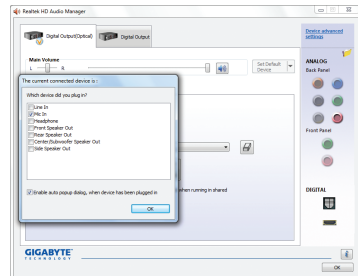 Realtek HD Audio Manager
Digital Output(Optical)
Digital Output
Device advanced
settings
Main Volume
L
R
Set Default
Device
ANALOG
Back Panel
The current connected device is :
Which device did you plug in?
Line In
Mic In
Headphone
Front Speaker Out
Rear Speaker Out
Center/Subwoofer Speaker Out
Side Speaker Out
Front Panel
when running in shared
Enable auto popup dialog, when device has been plugged in
OK
DIGITAL
GIGABYTE
TECHNOLOGY
OK